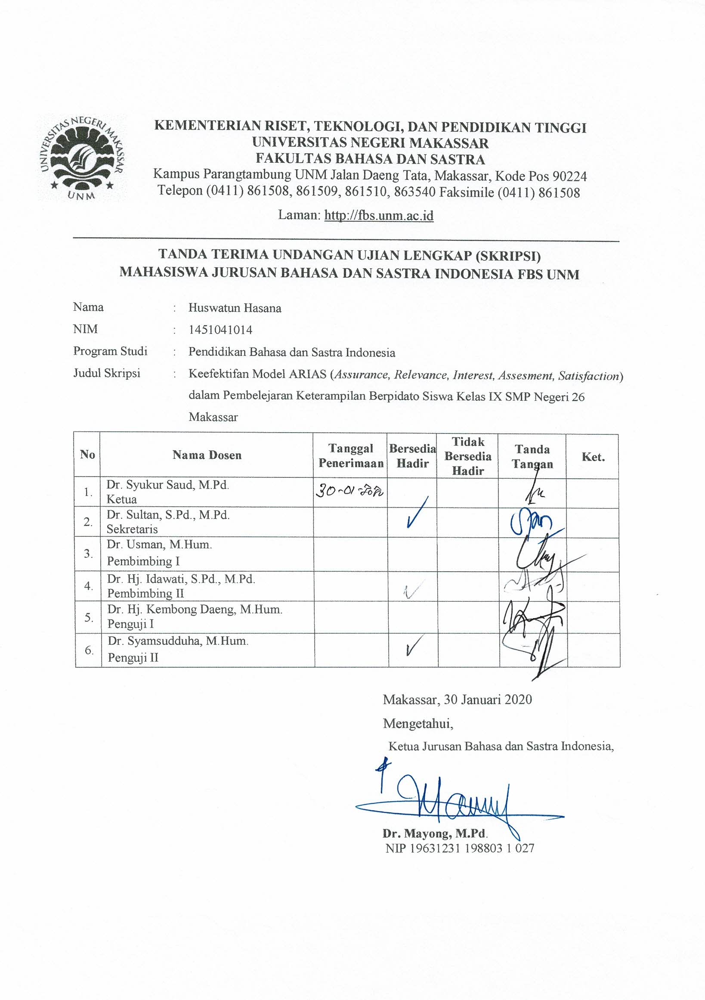 UNIVERSITAS NEGERI MAKASSAR
UNM
KEMENTERIAN RISET, TEKNOLOGI, DAN PENDIDIKAN TINGGI
UNIVERSITAS NEGERI MAKASSAR
FAKULTAS BAHASA DAN SASTRA
Kampus Parangtambung UNM Jalan Daeng Tata, Makassar, Kode Pos 90224
Telepon (0411) 861508, 861509, 861510, 863540 Faksimile (0411) 861508
Laman: http://fbs.unm.ac.id
TANDA TERIMA UNDANGAN UJIAN LENGKAP (SKRIPSI)
MAHASISWA JURUSAN BAHASA DAN SASTRA INDONESIA FBS UNM
Nama : Huswatun Hasana
NIM : 1451041014
Program Studi : Pendidikan Bahasa dan Sastra Indonesia
Judul Skripsi : Keefektifan Model ARIAS (Assurance, Relevance, Interest, Assesment, Satisfaction)
dalam Pembelejaran Keterampilan Berpidato Siswa Kelas IX SMP Negeri 26
Makassar
No Nama Dosen Tanggal Penerimaan Bersedia Hadir Tidak Bersedia Hadir Tanda Tangan Ket.
1. Dr. Syukur Saud, M.Pd. 30-01-
Ketua
2. Dr. Sultan, S.Pd., M.Pd. ✓
Sekretaris
3. Dr. Usman, M.Hum.
Pembimbing I
4. Dr. Hj. Idawati, S.Pd., M.Pd. ✓
Pembimbing II
5. Dr. Hj. Kembong Daeng, M.Hum.
Penguji I
6. Dr. Syamsudduha, M.Hum. ✓
Penguji II
Makassar, 30 Januari 2020
Mengetahui,
Ketua Jurusan Bahasa dan Sastra Indonesia,
Dr. Mayong, M.Pd.
NIP 19631231 198803 1 027